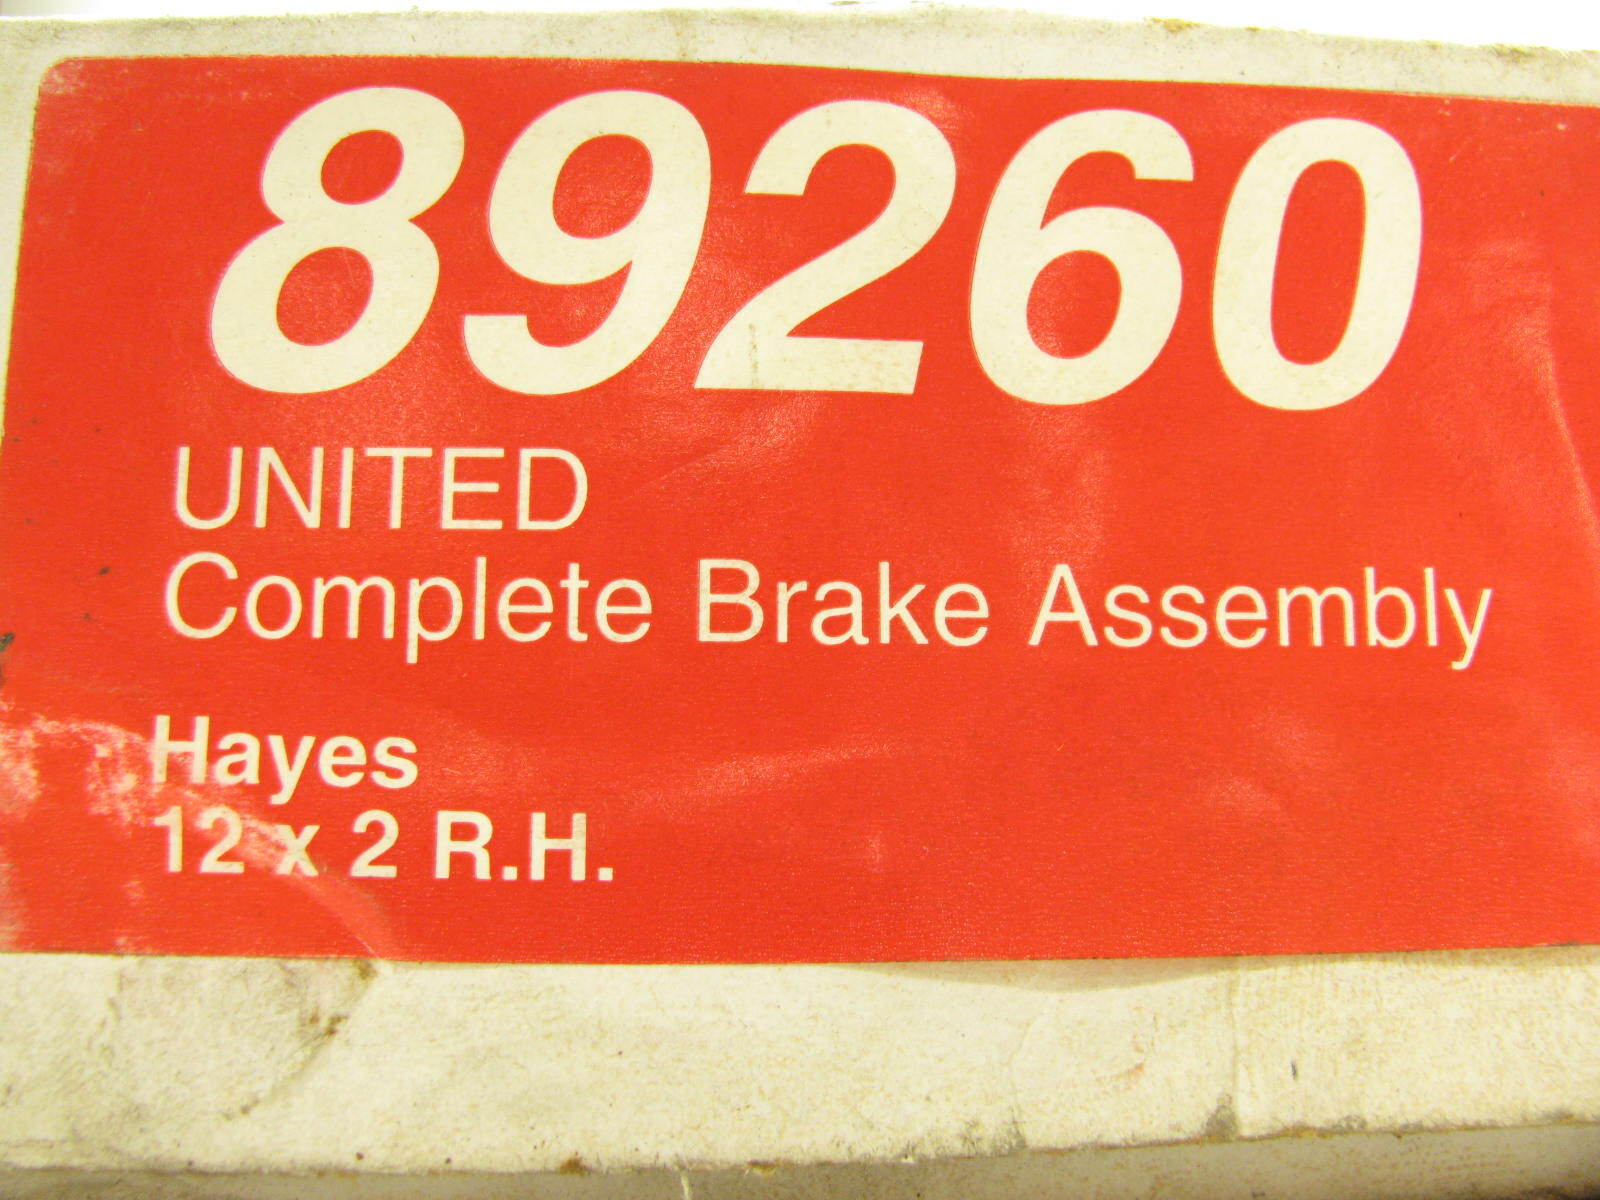 89260
UNITED
Complete Brake Assembly
Hayes
12 x 2 R.H.